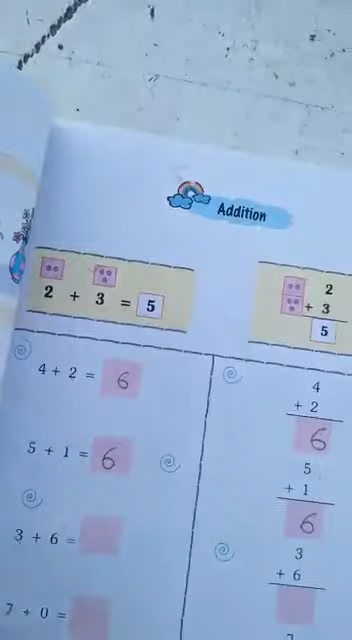 Addition
2 + 3 = 5
4 + 2 = 6
5 + 1 = 6
3 + 6 =
7 + 0 =
2
+ 3
5
4
+ 2
6
5
+ 1
6
3
+ 6